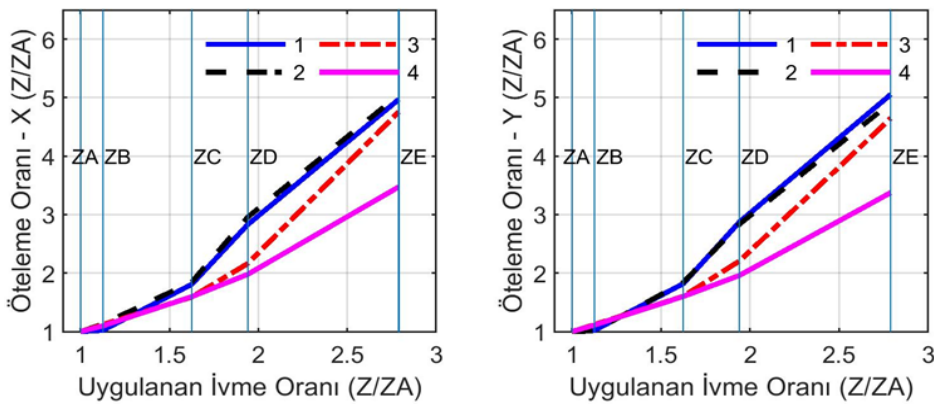 Öteleme Oranı - X (Z/ZA)
6
5
4
3
2
1
1 3
2 4
ZA ZB ZC ZD ZE
1 1.5 2 2.5 3
Uygulanan İvme Oranı (Z/ZA)
Öteleme Oranı - Y (Z/ZA)
6
5
4
3
2
1
1 3
2 4
ZA ZB ZC ZD ZE
1 1.5 2 2.5 3
Uygulanan İvme Oranı (Z/ZA)